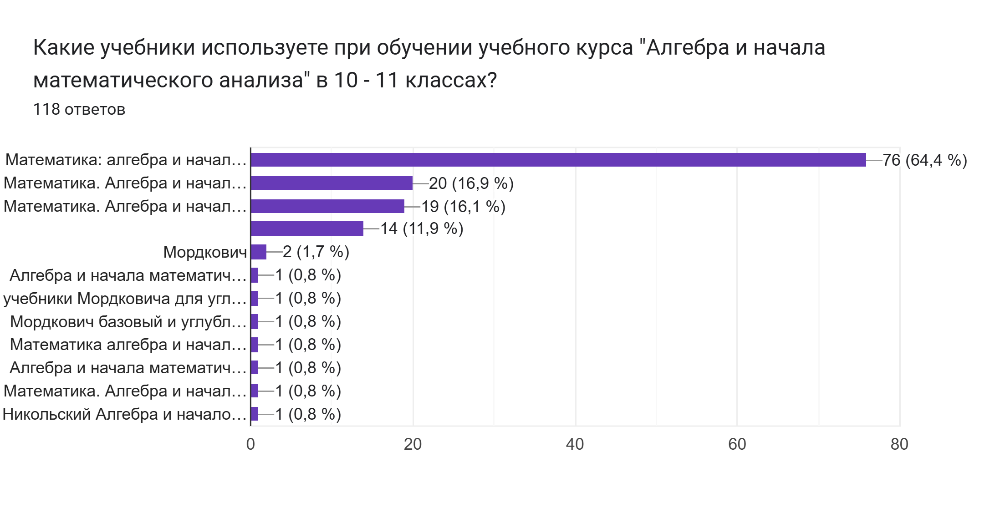 Какие учебники используете при обучении учебного курса "Алгебра и начала
математического анализа" в 10 - 11 классах?
118 ответов
Математика: алгебра и начал…
76 (64,4 %)
Математика. Алгебра и начал…
20 (16,9 %)
Математика. Алгебра и начал…
19 (16,1 %)
14 (11,9 %)
Мордкович
2 (1,7 %)
Алгебра и начала математич…
1 (0,8 %)
учебники Мордковича для угл…
1 (0,8 %)
Мордкович базовый и углубл…
1 (0,8 %)
Математика алгебра и начал…
1 (0,8 %)
Алгебра и начала математич…
1 (0,8 %)
Математика. Алгебра и начал…
1 (0,8 %)
Никольский Алгебра и начало…
1 (0,8 %)
0
20
40
60
80